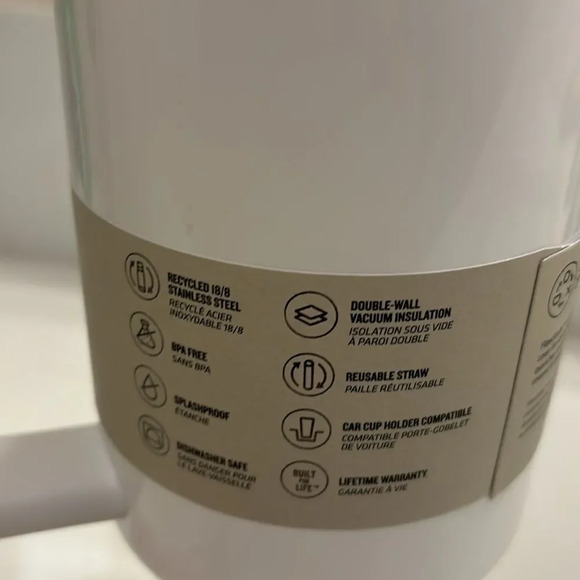 RECYCLED 18/8
STAINLESS STEEL
RECYCLÉ ACIER
INOXYDABLE 18/8
BPA FREE
SANS BPA
SPLASHPROOF
ÉTANCHE
DISHWASHER SAFE
SANS DANGER POUR
LE LAVE-VAISSELLE
DOUBLE-WALL
VACUUM INSULATION
ISOLATION SOUS VIDE
À PAROI DOUBLE
REUSABLE STRAW
PAILLE RÉUTILISABLE
CAR CUP HOLDER COMPATIBLE
COMPATIBLE PORTE-GOBELET
DE VOITURE
BUILT
FOR
LIFE™
LIFETIME WARRANTY
GARANTIE À VIE